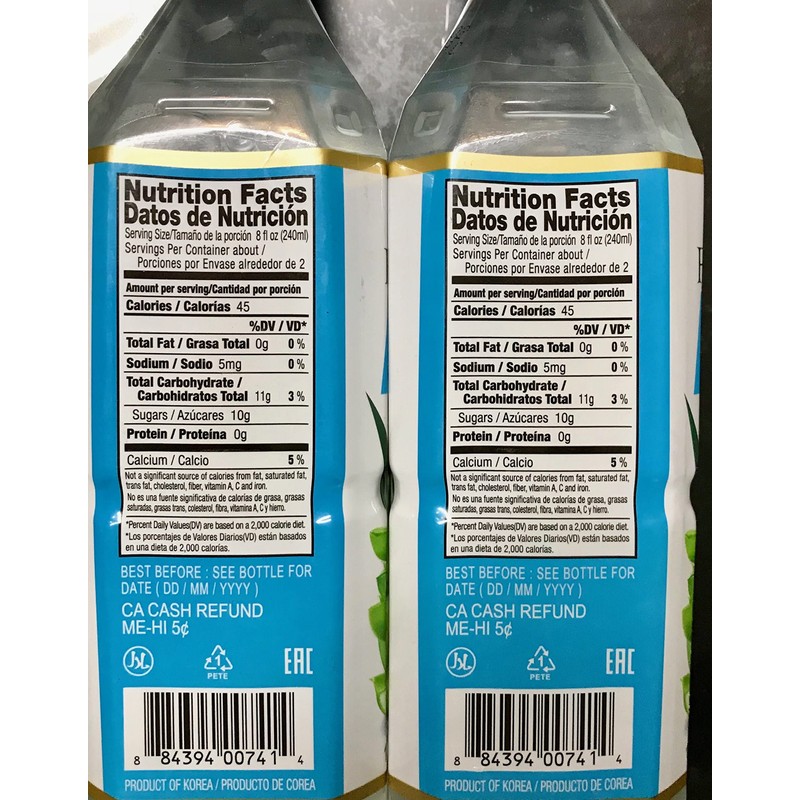 Nutrition Facts
Datos de Nutrición
Serving Size/Tamaño de la porción 8 fl oz (240ml)
Servings Per Container about /
Porciones por Envase alrededor de 2
Amount per serving/Cantidad por porción
Calories / Calorías 45
%DV / VD*
Total Fat / Grasa Total 0g 0 %
Sodium / Sodio 5mg 0 %
Total Carbohydrate /
Carbohidratos Total 11g 3 %
Sugars / Azúcares 10g
Protein / Proteína 0g
Calcium / Calcio 5 %
Not a significant source of calories from fat, saturated fat,
trans fat, cholesterol, fiber, vitamin A, C and iron.
No es una fuente significativa de calorías de grasa, grasas
saturadas, grasas trans, colesterol, fibra, vitamina A, C y hierro.
*Percent Daily Values(DV) are based on a 2,000 calorie diet.
*Los porcentajes de Valores Diarios(VD) están basados
en una dieta de 2,000 calorías.
BEST BEFORE : SEE BOTTLE FOR
DATE ( DD / MM / YYYY )
CA CASH REFUND
ME-HI 5¢
1
PETE
EAC
8 84394 00741 4
PRODUCT OF KOREA / PRODUCTO DE COREA
Nutrition Facts
Datos de Nutrición
Serving Size/Tamaño de la porción 8 fl oz (240ml)
Servings Per Container about /
Porciones por Envase alrededor de 2
Amount per serving/Cantidad por porción
Calories / Calorías 45
%DV / VD*
Total Fat / Grasa Total 0g 0 %
Sodium / Sodio 5mg 0 %
Total Carbohydrate /
Carbohidratos Total 11g 3 %
Sugars / Azúcares 10g
Protein / Proteína 0g
Calcium / Calcio 5 %
Not a significant source of calories from fat, saturated fat,
trans fat, cholesterol, fiber, vitamin A, C and iron.
No es una fuente significativa de calorías de grasa, grasas
saturadas, grasas trans, colesterol, fibra, vitamina A, C y hierro.
*Percent Daily Values(DV) are based on a 2,000 calorie diet.
*Los porcentajes de Valores Diarios(VD) están basados
en una dieta de 2,000 calorías.
BEST BEFORE : SEE BOTTLE FOR
DATE ( DD / MM / YYYY )
CA CASH REFUND
ME-HI 5¢
1
PETE
EAC
8 84394 00741 4
PRODUCT OF KOREA / PRODUCTO DE COREA